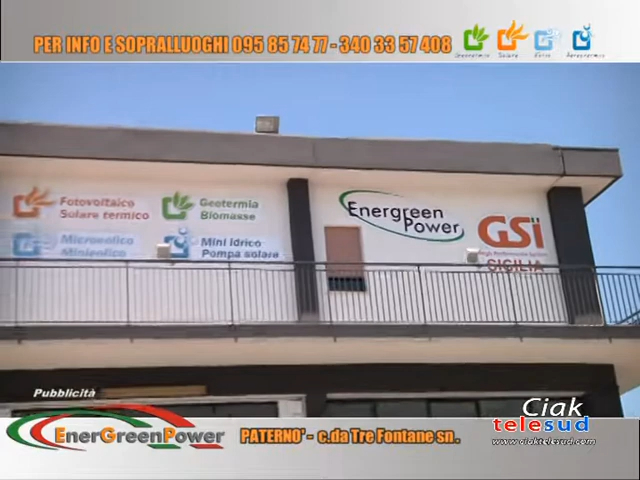 PER INFO E SOPRALLUOGHI 095 85 74 77 - 340 33 57 408
Fotovoltaico
Solare termico
Geotermia
Biomasse
Microeolico
Minieolico
Mini Idrico
Pompa solare
Energreen
Power
GSi
SICILIA
Pubblicità
EnerGreenPower
PATERNO' - c.da Tre Fontane sn.
Ciak
telesud
www.ciaktelesud.com